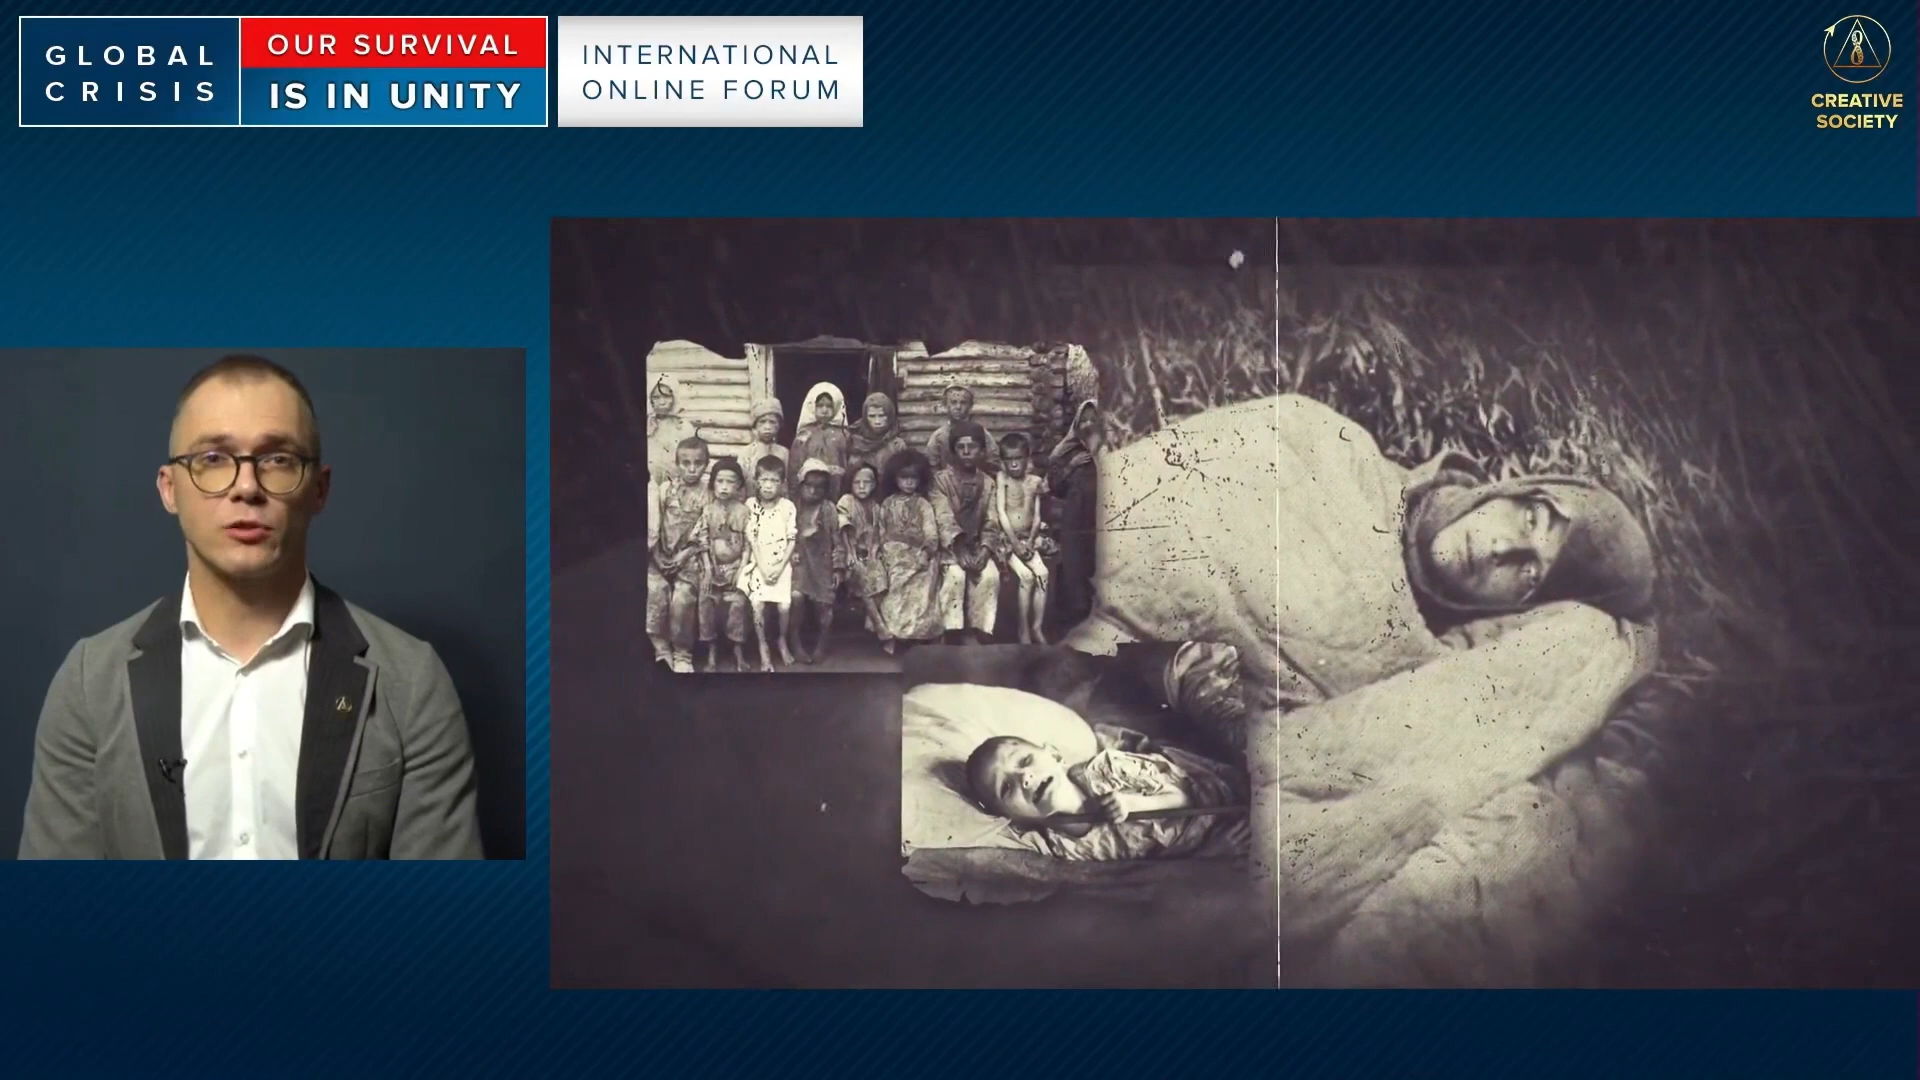 GLOBAL
CRISIS
OUR SURVIVAL
IS IN UNITY
INTERNATIONAL
ONLINE FORUM
CREATIVE
SOCIETY